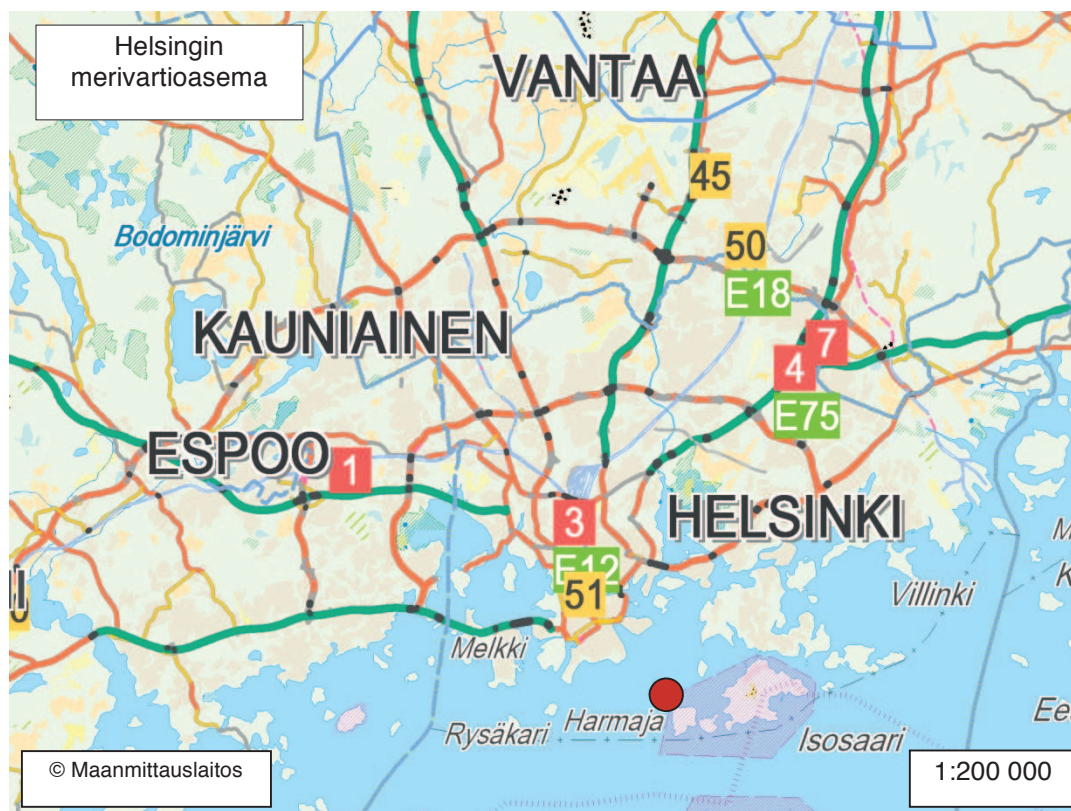 Helsingin
merivartioasema
VANTAA
45
Bodominjärvi
50
E18
KAUNIAINEN
7
4
E75
ESPOO
1
3
HELSINKI
E12
51
Villinki
Melkki
Rysäkari
Harmaja
Isosaari
© Maanmittauslaitos
1:200 000